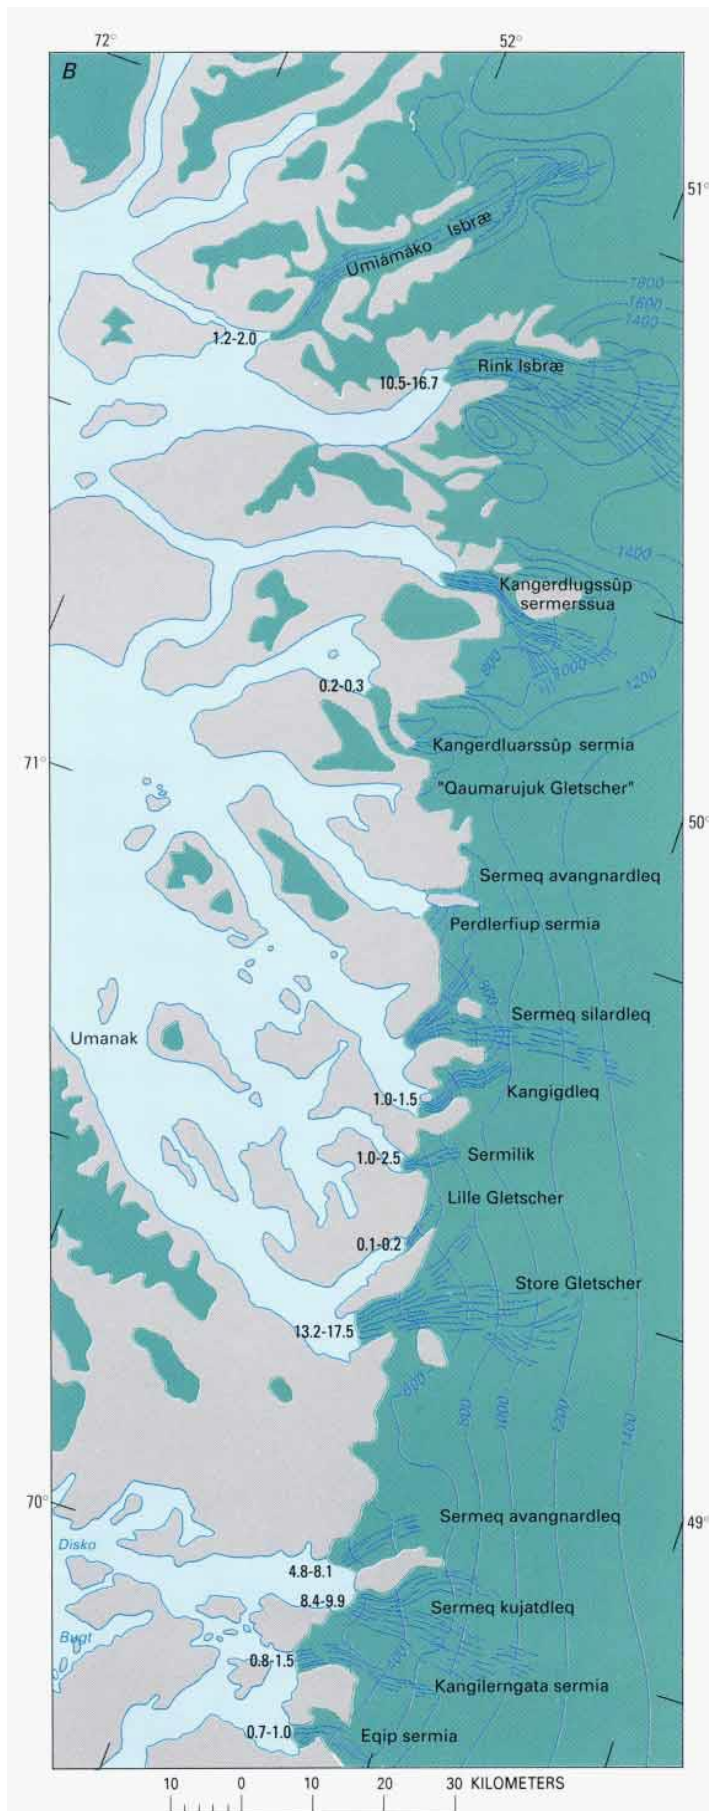 72°
52°
B
51°
Umiámáko Isbræ
1800
1600
1400
1.2-2.0
Rink Isbræ
10.5-16.7
1400
Kangerdlugssûp
sermerssua
800
1000
1200
0.2-0.3
Kangerdluarssûp sermia
71°
"Qaumarujuk Gletscher"
50°
Sermeq avangnardleq
Perdlerfiup sermia
Sermeq silardleq
Umanak
Kangigdleq
1.0-1.5
Sermilik
1.0-2.5
Lille Gletscher
0.1-0.2
Store Gletscher
13.2-17.5
800
800
1000
1200
1400
70°
Sermeq avangnardleq
49°
Disko
4.8-8.1
8.4-9.9
Sermeq kujatdleq
Bugt
0.8-1.5
Kangilerngata sermia
0.7-1.0
Eqip sermia
10 0 10 20 30 KILOMETERS